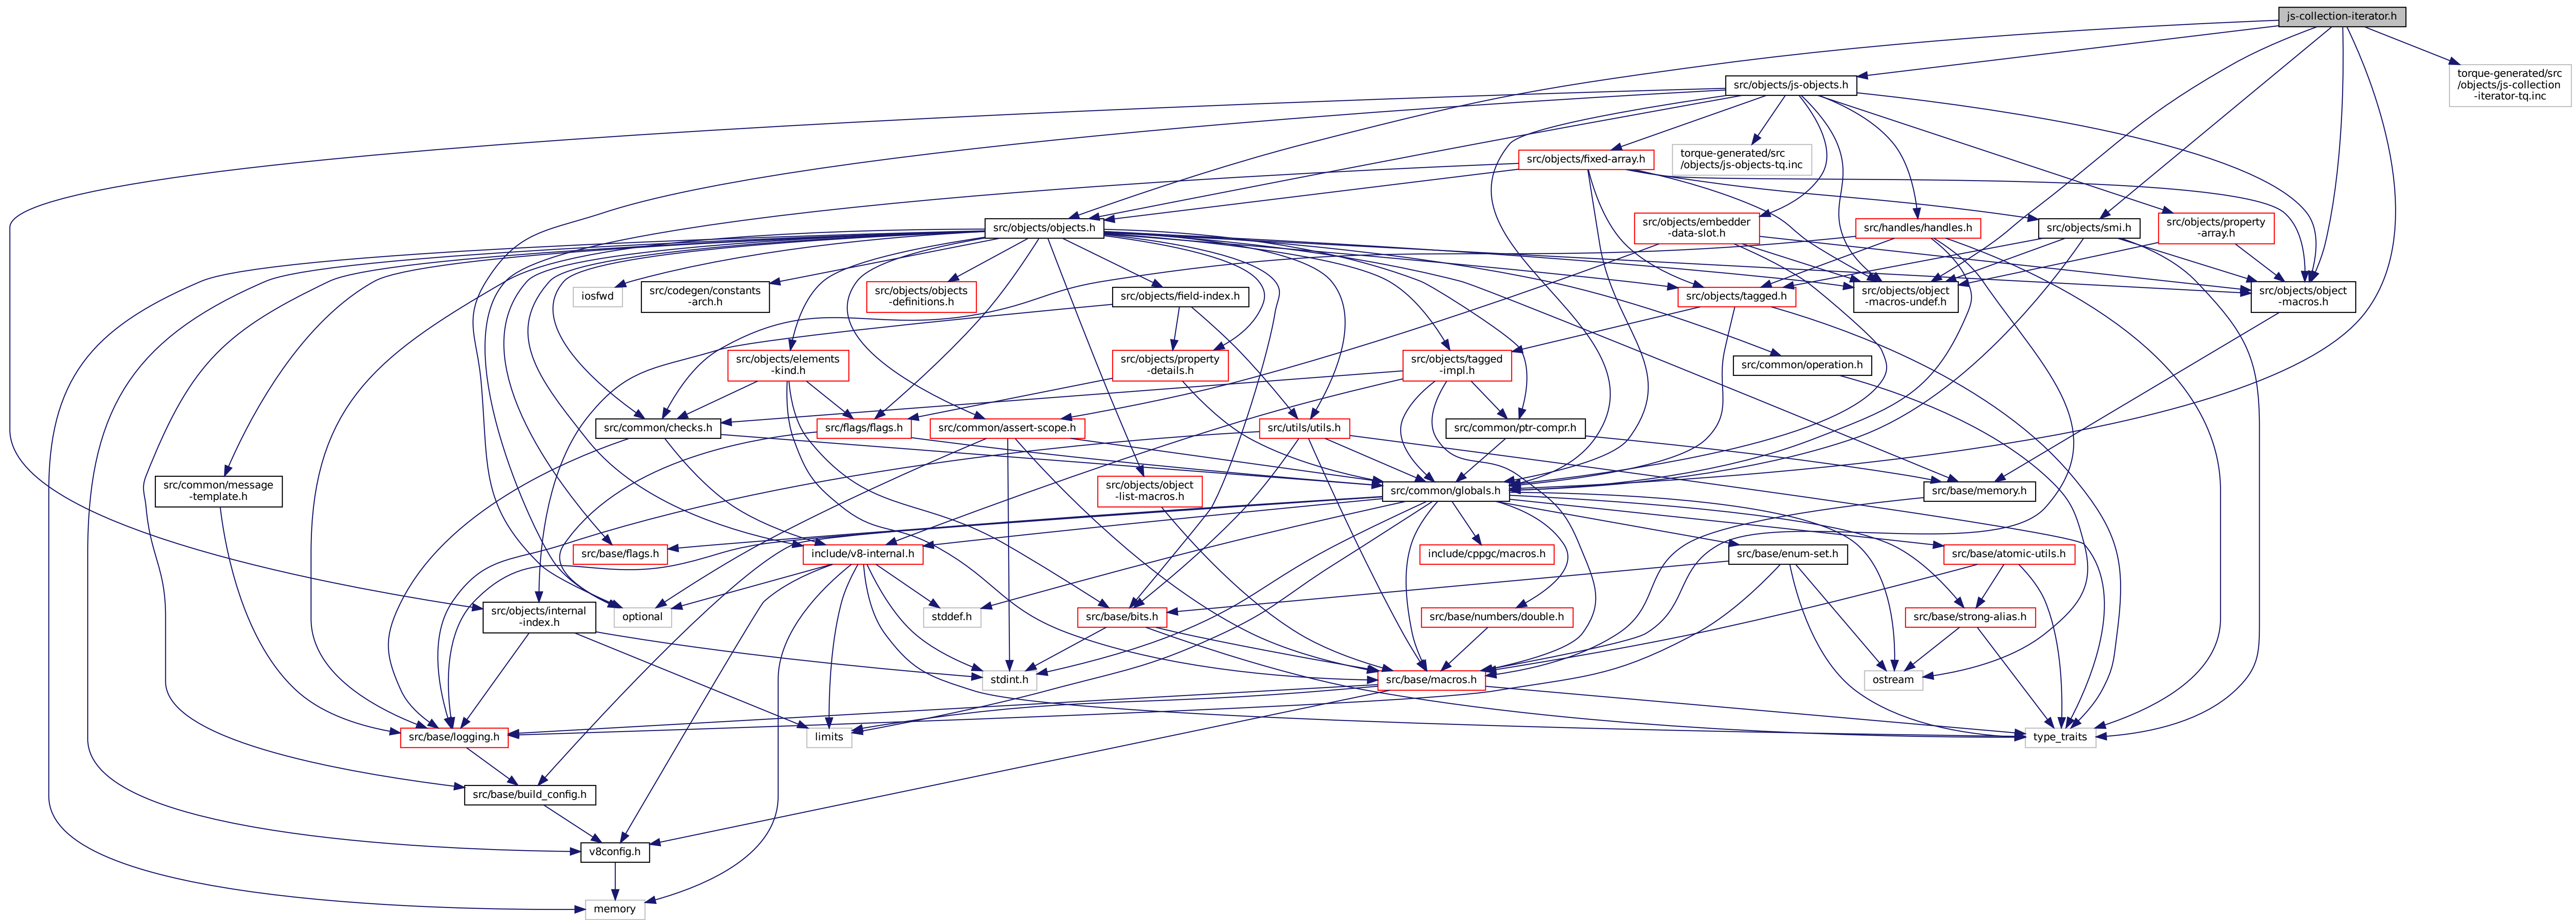 js-collection-iterator.h
src/objects/js-objects.h
torque-generated/src
/objects/js-collection
-iterator-tq.inc
src/objects/fixed-array.h
torque-generated/src
/objects/js-objects-tq.inc
src/objects/objects.h
src/objects/embedder
-data-slot.h
src/handles/handles.h
src/objects/smi.h
src/objects/property
-array.h
iosfwd
src/codegen/constants
-arch.h
src/objects/objects
-definitions.h
src/objects/field-index.h
src/objects/tagged.h
src/objects/object
-macros-undef.h
src/objects/object
-macros.h
src/objects/elements
-kind.h
src/objects/property
-details.h
src/objects/tagged
-impl.h
src/common/operation.h
src/common/checks.h
src/flags/flags.h
src/common/assert-scope.h
src/utils/utils.h
src/common/ptr-compr.h
src/common/message
-template.h
src/objects/object
-list-macros.h
src/common/globals.h
src/base/memory.h
src/base/flags.h
include/v8-internal.h
include/cppgc/macros.h
src/base/enum-set.h
src/base/atomic-utils.h
src/objects/internal
-index.h
optional
stddef.h
src/base/bits.h
src/base/numbers/double.h
src/base/strong-alias.h
stdint.h
src/base/macros.h
ostream
src/base/logging.h
limits
type_traits
src/base/build_config.h
v8config.h
memory